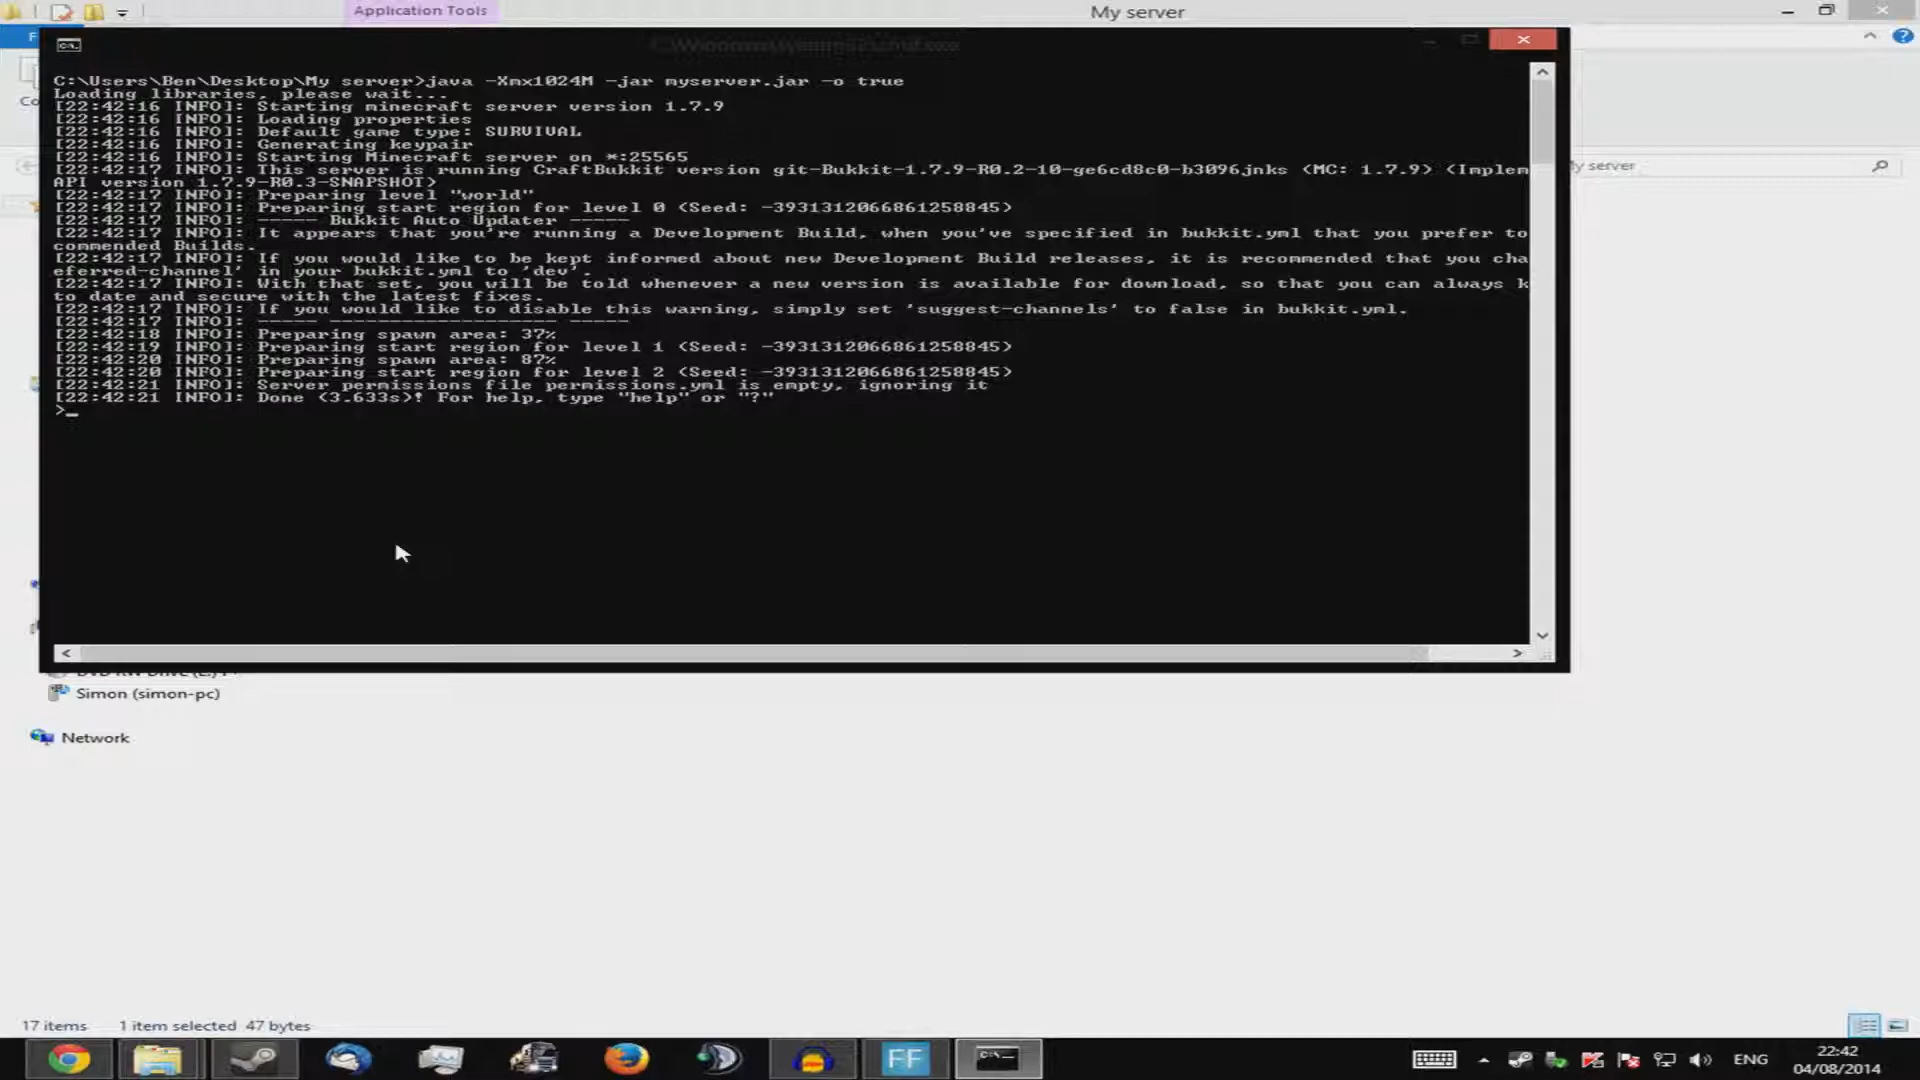 Application Tools
My server
C:\Windows\system32\cmd.exe
C:\Users\Ben\Desktop\My server>java -Xmx1024M -jar myserver.jar -o true
Loading libraries, please wait...
[22:42:16 INFO]: Starting minecraft server version 1.7.9
[22:42:16 INFO]: Loading properties
[22:42:16 INFO]: Default game type: SURVIVAL
[22:42:16 INFO]: Generating keypair
[22:42:16 INFO]: Starting Minecraft server on *:25565
[22:42:17 INFO]: This server is running CraftBukkit version git-Bukkit-1.7.9-R0.2-10-ge6cd8c0-b3096jnks (MC: 1.7.9) (Implem
API version 1.7.9-R0.3-SNAPSHOT)
[22:42:17 INFO]: Preparing level "world"
[22:42:17 INFO]: Preparing start region for level 0 (Seed: -3931312066861258845)
[22:42:17 INFO]: ----- Bukkit Auto Updater -----
[22:42:17 INFO]: It appears that you're running a Development Build, when you've specified in bukkit.yml that you prefer to
commended Builds.
[22:42:17 INFO]: If you would like to be kept informed about new Development Build releases, it is recommended that you cha
eferred-channel' in your bukkit.yml to 'dev'.
[22:42:17 INFO]: With that set, you will be told whenever a new version is available for download, so that you can always k
to date and secure with the latest fixes.
[22:42:17 INFO]: If you would like to disable this warning, simply set 'suggest-channels' to false in bukkit.yml.
[22:42:17 INFO]: ----- ------------------- -----
[22:42:18 INFO]: Preparing spawn area: 37%
[22:42:19 INFO]: Preparing start region for level 1 (Seed: -3931312066861258845)
[22:42:20 INFO]: Preparing spawn area: 87%
[22:42:20 INFO]: Preparing start region for level 2 (Seed: -3931312066861258845)
[22:42:21 INFO]: Server permissions file permissions.yml is empty, ignoring it
[22:42:21 INFO]: Done (3.633s)! For help, type "help" or "?"
>_
My server
Simon (simon-pc)
Network
17 items 1 item selected 47 bytes
FF
ENG
22:42
04/08/2014